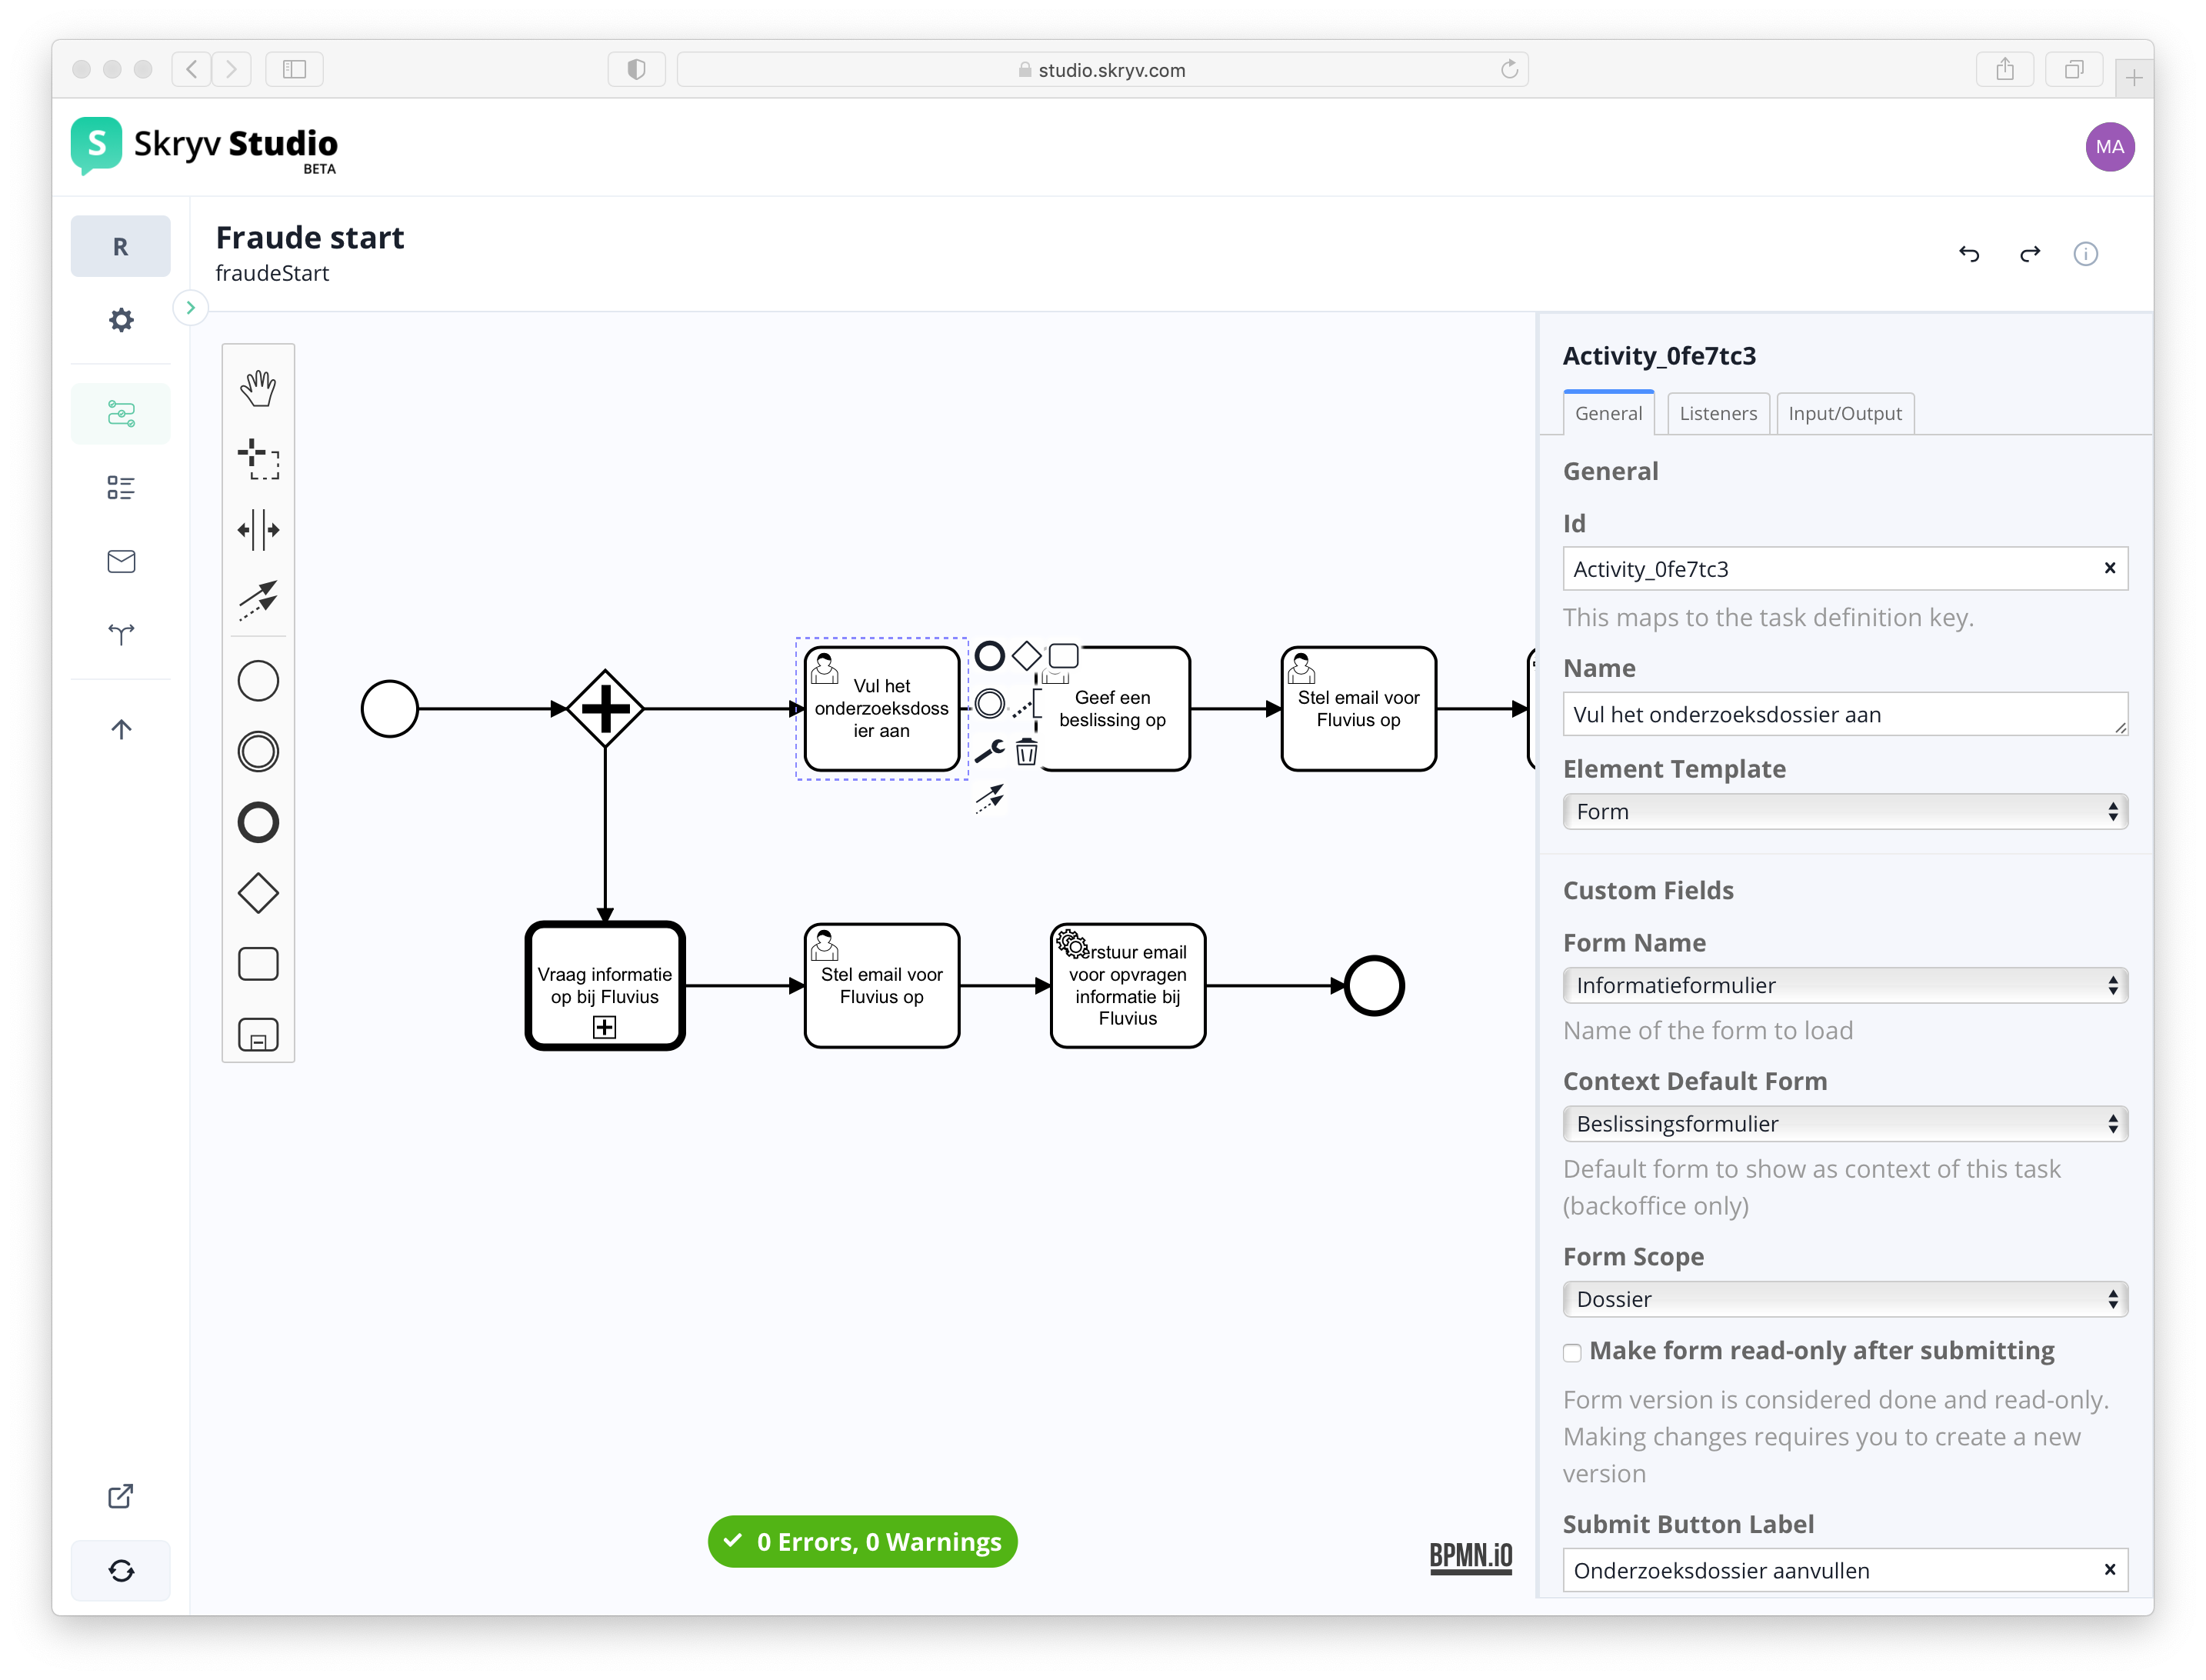 studio.skryv.com
S Skryv Studio
BETA
MA
R
Fraude start
fraudeStart
Vul het
onderzoeksdoss
ier aan
Geef een
beslissing op
Stel email voor
Fluvius op
Vraag informatie
op bij Fluvius
Stel email voor
Fluvius op
erstuur email
voor opvragen
informatie bij
Fluvius
0 Errors, 0 Warnings
BPMN.iO
Activity_0fe7tc3
General
Listeners
Input/Output
General
Id
Activity_0fe7tc3
This maps to the task definition key.
Name
Vul het onderzoeksdossier aan
Element Template
Form
Custom Fields
Form Name
Informatieformulier
Name of the form to load
Context Default Form
Beslissingsformulier
Default form to show as context of this task
(backoffice only)
Form Scope
Dossier
Make form read-only after submitting
Form version is considered done and read-only.
Making changes requires you to create a new
version
Submit Button Label
Onderzoeksdossier aanvullen